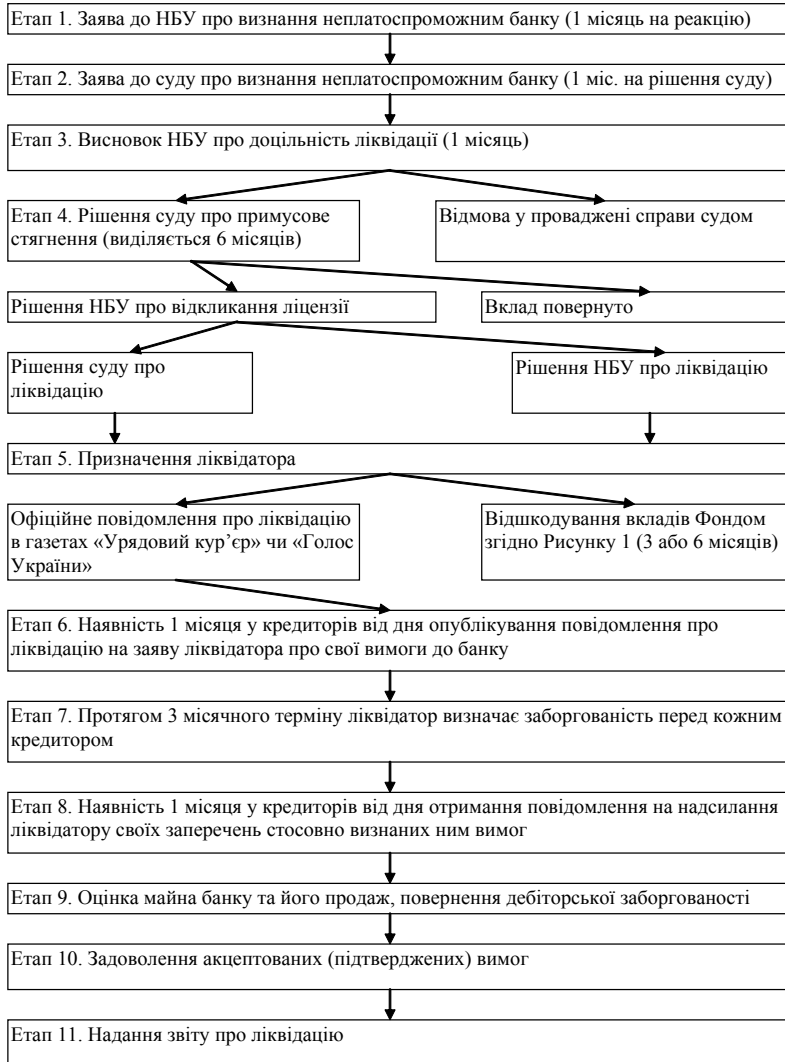 Етап 1. Заява до НБУ про визнання неплатоспроможним банку (1 місяць на реакцію)
Етап 2. Заява до суду про визнання неплатоспроможним банку (1 міс. на рішення суду)
Етап 3. Висновок НБУ про доцільність ліквідації (1 місяць)
Етап 4. Рішення суду про примусове
стягнення (виділяється 6 місяців)
Відмова у проваджені справи судом
Рішення НБУ про відкликання ліцензії
Вклад повернуто
Рішення суду про
ліквідацію
Рішення НБУ про ліквідацію
Етап 5. Призначення ліквідатора
Офіційне повідомлення про ліквідацію
в газетах «Урядовий кур’єр» чи «Голос
України»
Відшкодування вкладів Фондом
згідно Рисунку 1 (3 або 6 місяців)
Етап 6. Наявність 1 місяця у кредиторів від дня опублікування повідомлення про
ліквідацію на заяву ліквідатора про свої вимоги до банку
Етап 7. Протягом 3 місячного терміну ліквідатор визначає заборгованість перед кожним
кредитором
Етап 8. Наявність 1 місяця у кредиторів від дня отримання повідомлення на надсилання
ліквідатору своїх заперечень стосовно визнаних ним вимог
Етап 9. Оцінка майна банку та його продаж, повернення дебіторської заборгованості
Етап 10. Задоволення акцептованих (підтверджених) вимог
Етап 11. Надання звіту про ліквідацію